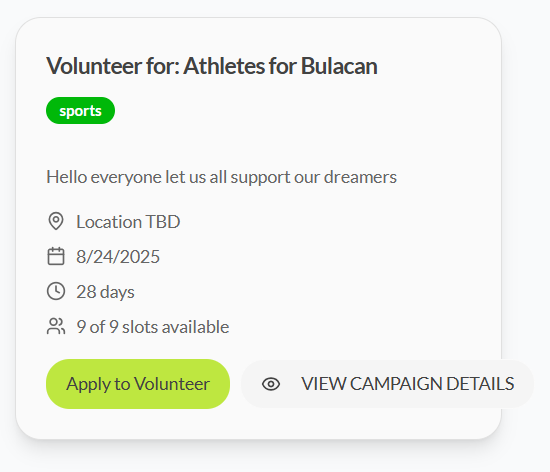 Volunteer for: Athletes for Bulacan
sports
Hello everyone let us all support our dreamers
Location TBD
8/24/2025
28 days
9 of 9 slots available
Apply to Volunteer
VIEW CAMPAIGN DETAILS